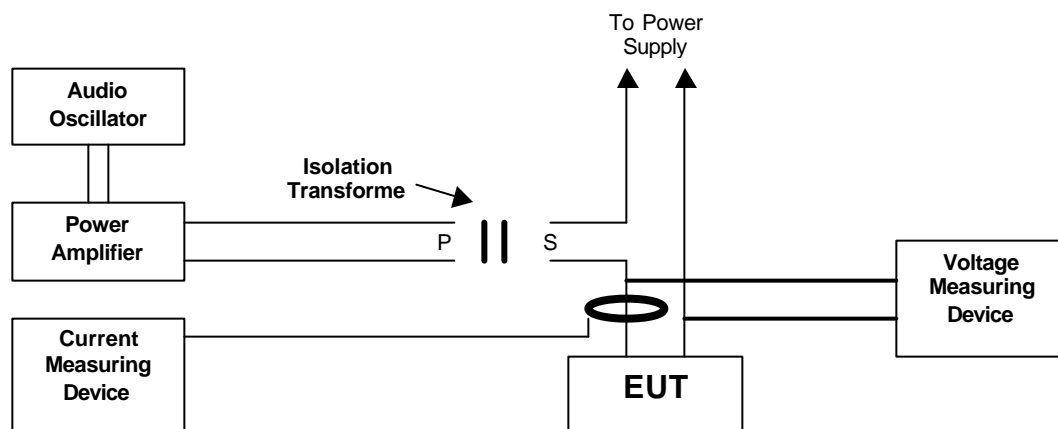 To Power
Supply
Audio
Oscillator
Isolation
Transforme
Power
Amplifier
P
S
Voltage
Measuring
Device
Current
Measuring
Device
EUT